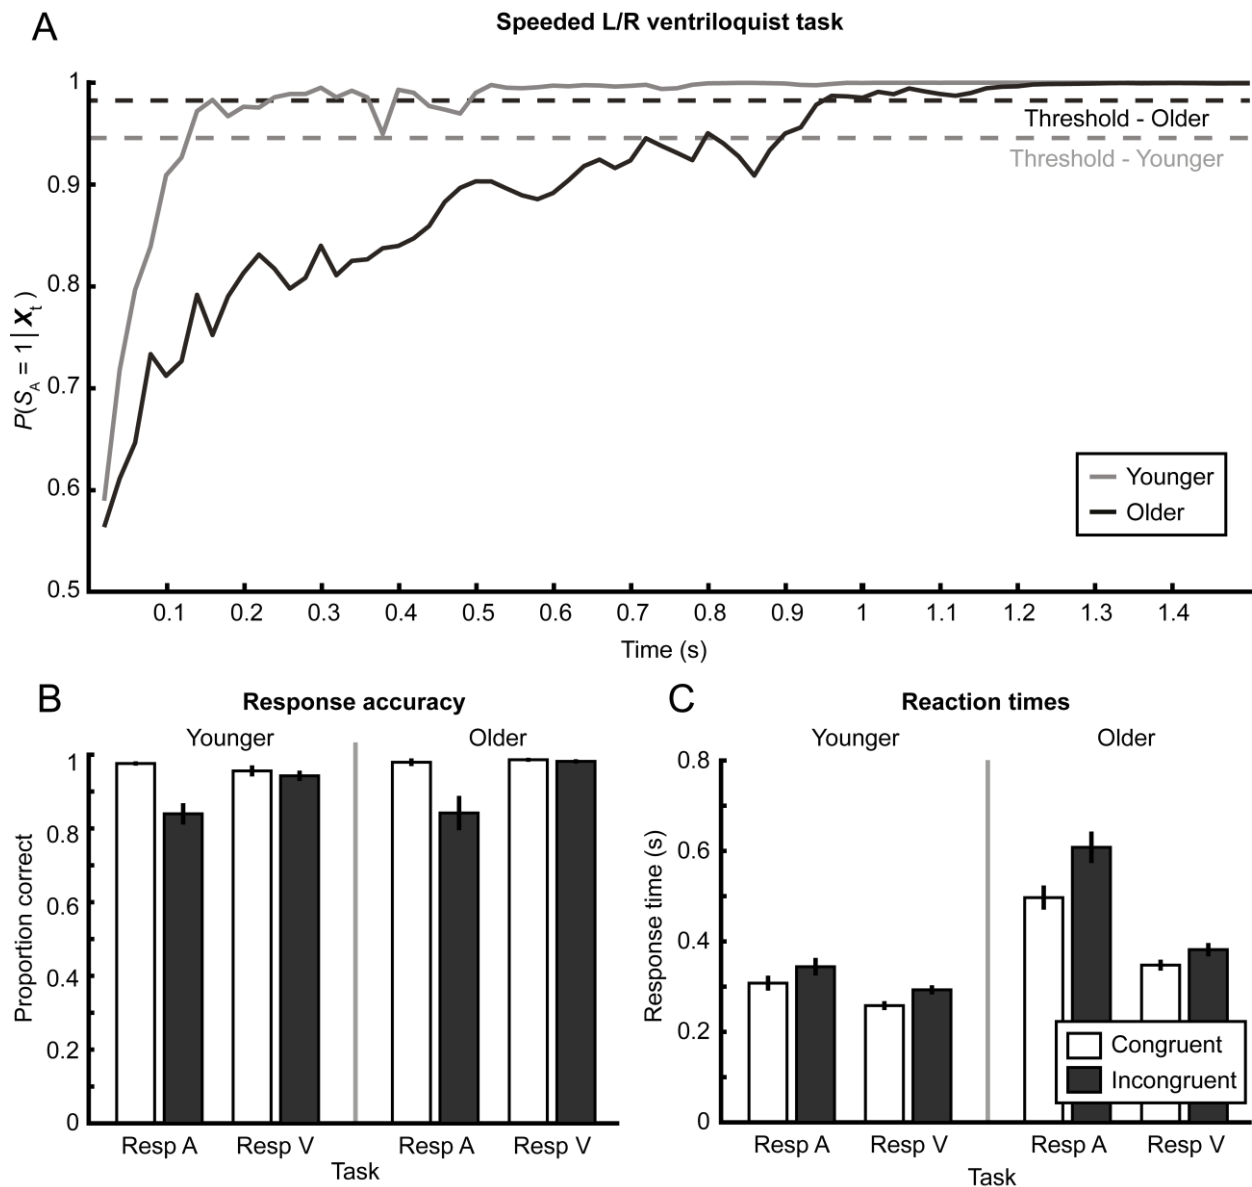 A
Speeded L/R ventriloquist task
1
0.9
0.8
0.7
0.6
0.5
P(S_A = 1 | X_t)
Threshold - Older
Threshold - Younger
Younger
Older
0.1 0.2 0.3 0.4 0.5 0.6 0.7 0.8 0.9 1 1.1 1.2 1.3 1.4
Time (s)
B
Response accuracy
Younger Older
1
0.8
0.6
0.4
0.2
0
Proportion correct
Resp A Resp V Resp A Resp V
Task
C
Reaction times
Younger Older
0.8
0.6
0.4
0.2
0
Response time (s)
Congruent
Incongruent
Resp A Resp V Resp A Resp V
Task